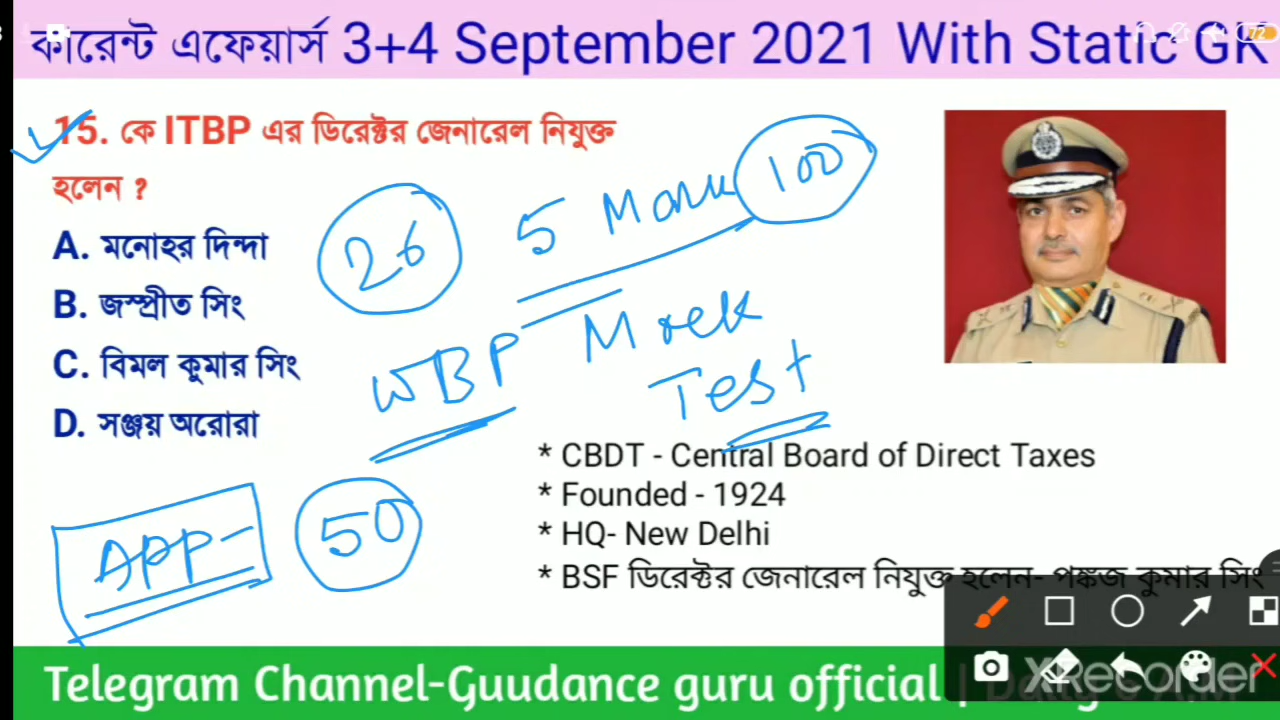 কারেন্ট এফেয়ার্স 3+4 September 2021 With Static GK
72
15. কে ITBP এর ডিরেক্টর জেনারেল নিযুক্ত
হলেন ?
A. মনোহর দিন্দা
B. জস্প্রীত সিং
C. বিমল কুমার সিং
D. সঞ্জয় অরোরা
26
5 Mark 100
WBP Mock
Test
APP- 50
* CBDT - Central Board of Direct Taxes
* Founded - 1924
* HQ- New Delhi
* BSF ডিরেক্টর জেনারেল নিযুক্ত হলেন- পঙ্কজ কুমার সিং
Telegram Channel-Guudance guru official |
XRecorder